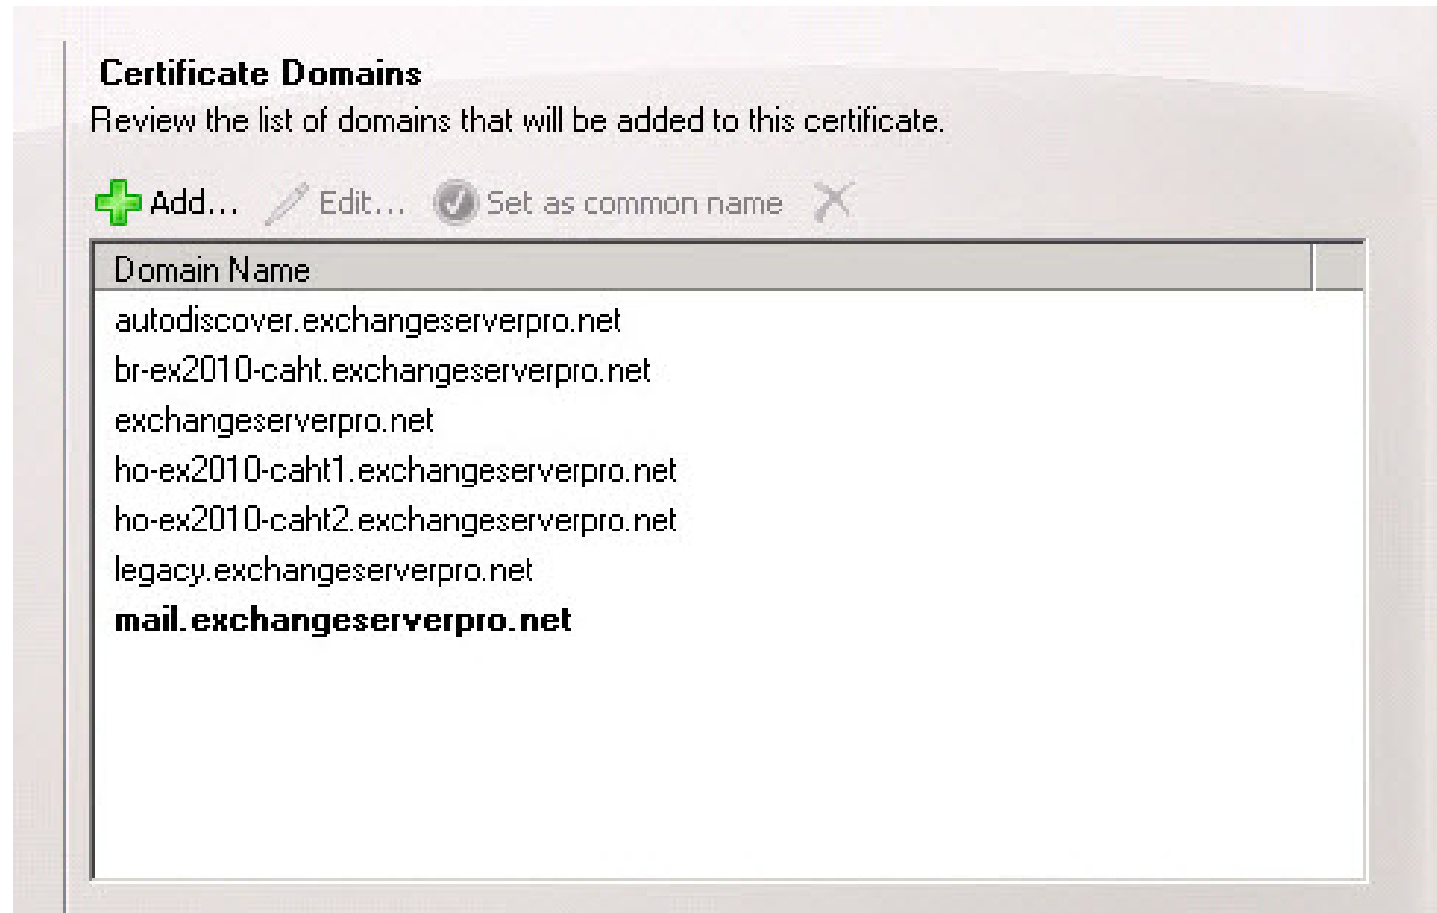 Certificate Domains
Review the list of domains that will be added to this certificate.
Add... Edit... Set as common name
Domain Name
autodiscover.exchangeserverpro.net
br-ex2010-caht.exchangeserverpro.net
exchangeserverpro.net
ho-ex2010-caht1.exchangeserverpro.net
ho-ex2010-caht2.exchangeserverpro.net
legacy.exchangeserverpro.net
mail.exchangeserverpro.net